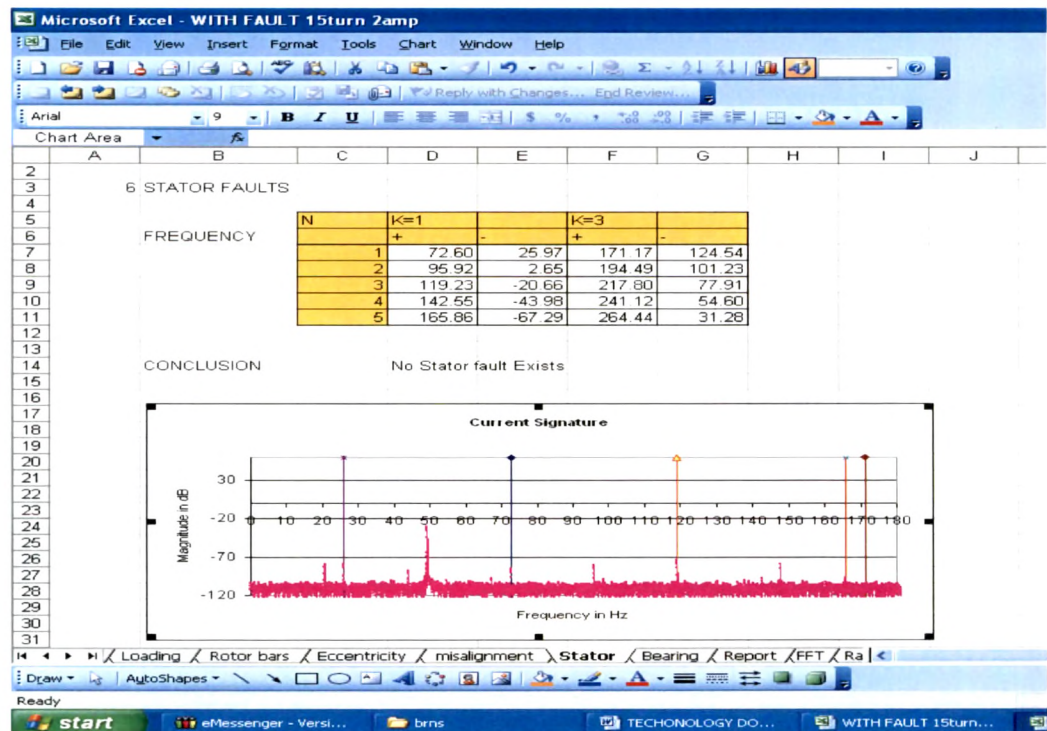 Microsoft Excel - WITH FAULT 15turn 2amp
File Edit View Insert Format Tools Chart Window Help
Reply with Changes... End Review...
Arial 9 B I U $ %
Chart Area fx
A B C D E F G H I J
2
3 6 STATOR FAULTS
4
5 N K=1 K=3
6 FREQUENCY + - + -
7 1 72.60 25.97 171.17 124.54
8 2 95.92 2.65 194.49 101.23
9 3 119.23 -20.66 217.80 77.91
10 4 142.55 -43.98 241.12 54.60
11 5 165.86 -67.29 264.44 31.28
12
13
14 CONCLUSION No Stator fault Exists
15
16
17
18 Current Signature
19
20
21 30
22
23
24 -20 0 10 20 30 40 50 60 70 80 90 100 110 120 130 140 150 160 170 180
25 Magnitude in dB
26 -70
27
28 -120
29
30 Frequency in Hz
31
Loading Rotor bars Eccentricity misalignment Stator Bearing Report FFT Ra
Draw AutoShapes
Ready
start eMessenger - Versi... brns TECHONOLOGY DO... WITH FAULT 15turn...